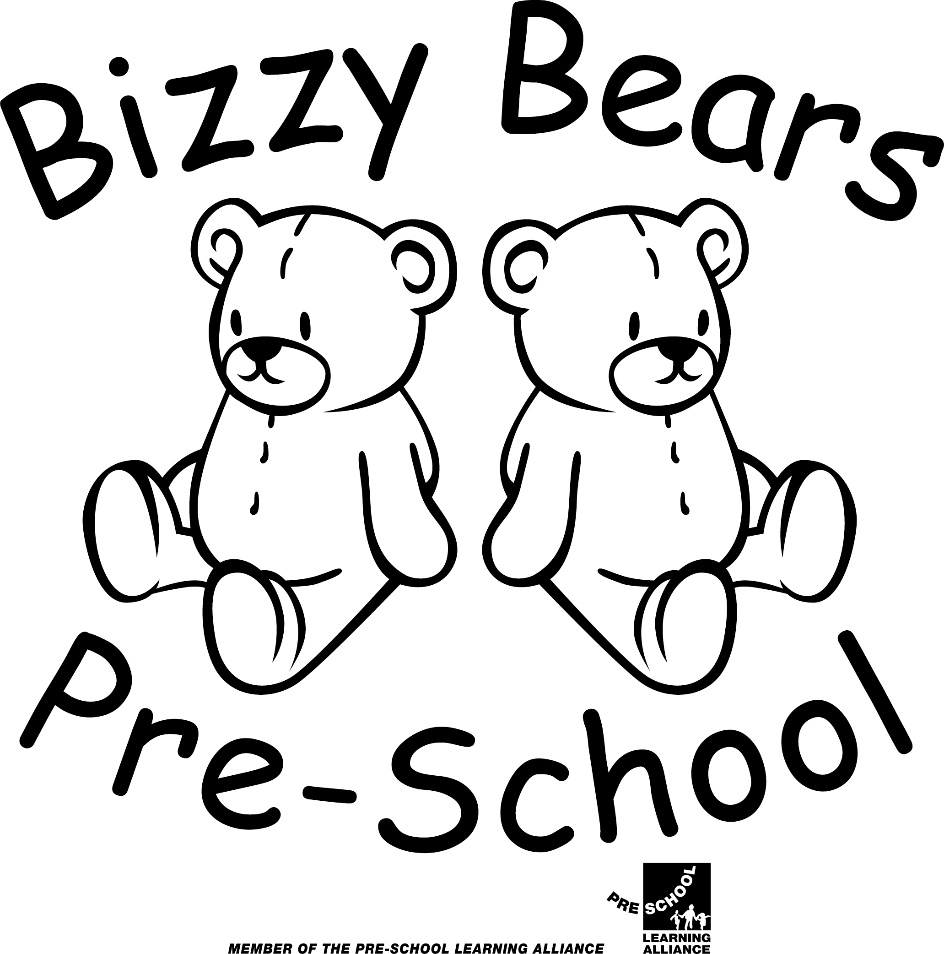 Bizzy Bears
Pre-School
PRE SCHOOL
LEARNING
ALLIANCE
MEMBER OF THE PRE-SCHOOL LEARNING ALLIANCE